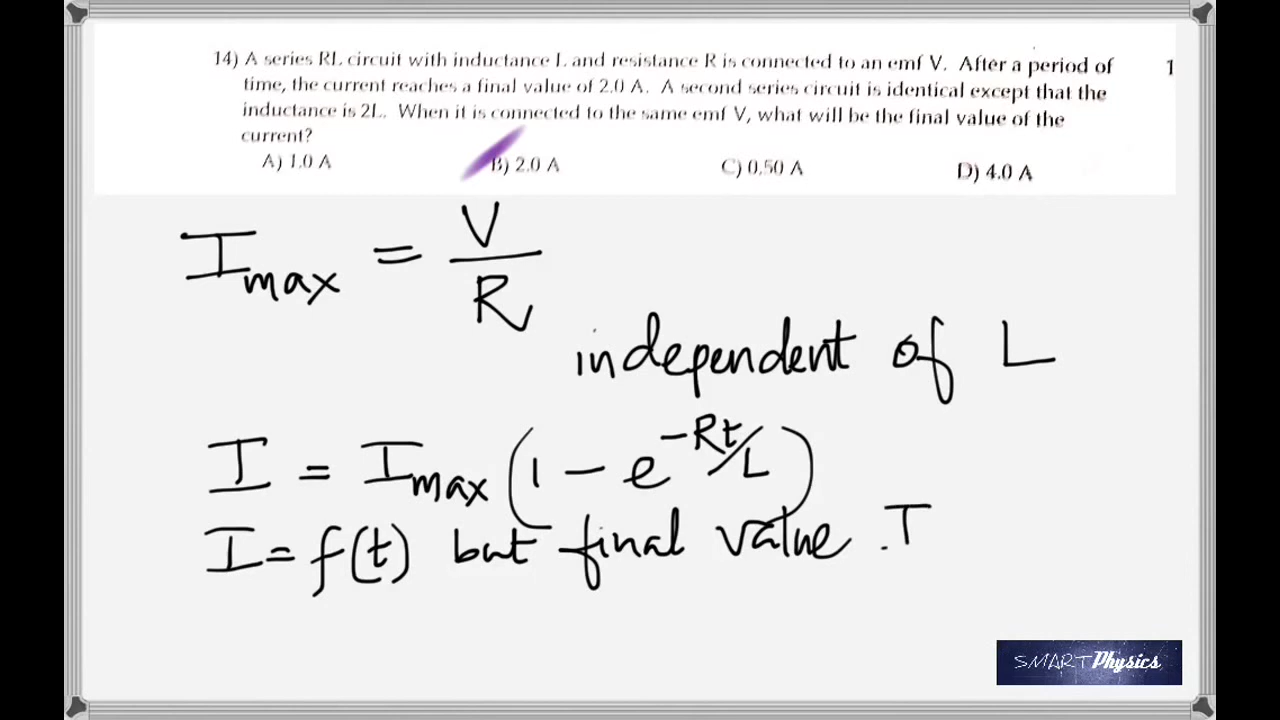 14) A series RL circuit with inductance L and resistance R is connected to an emf V. After a period of
time, the current reaches a final value of 2.0 A. A second series circuit is identical except that the
inductance is 2L. When it is connected to the same emf V, what will be the final value of the
current?
1
A) 1.0 A B) 2.0 A C) 0.50 A D) 4.0 A
Imax = V/R
independent of L
I = Imax (1 - e^-Rt/L)
I = f(t) but final value I
SMART Physics